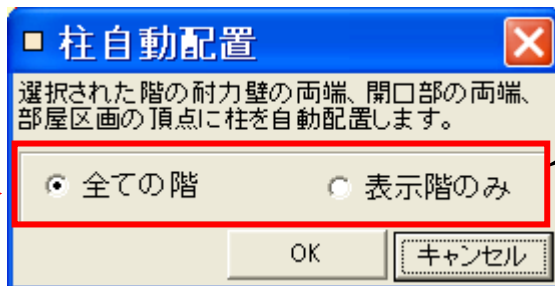 柱自動配置
選択された階の耐力壁の両端、開口部の両端、
部屋区画の頂点に柱を自動配置します。
全ての階 表示階のみ
OK キャンセル